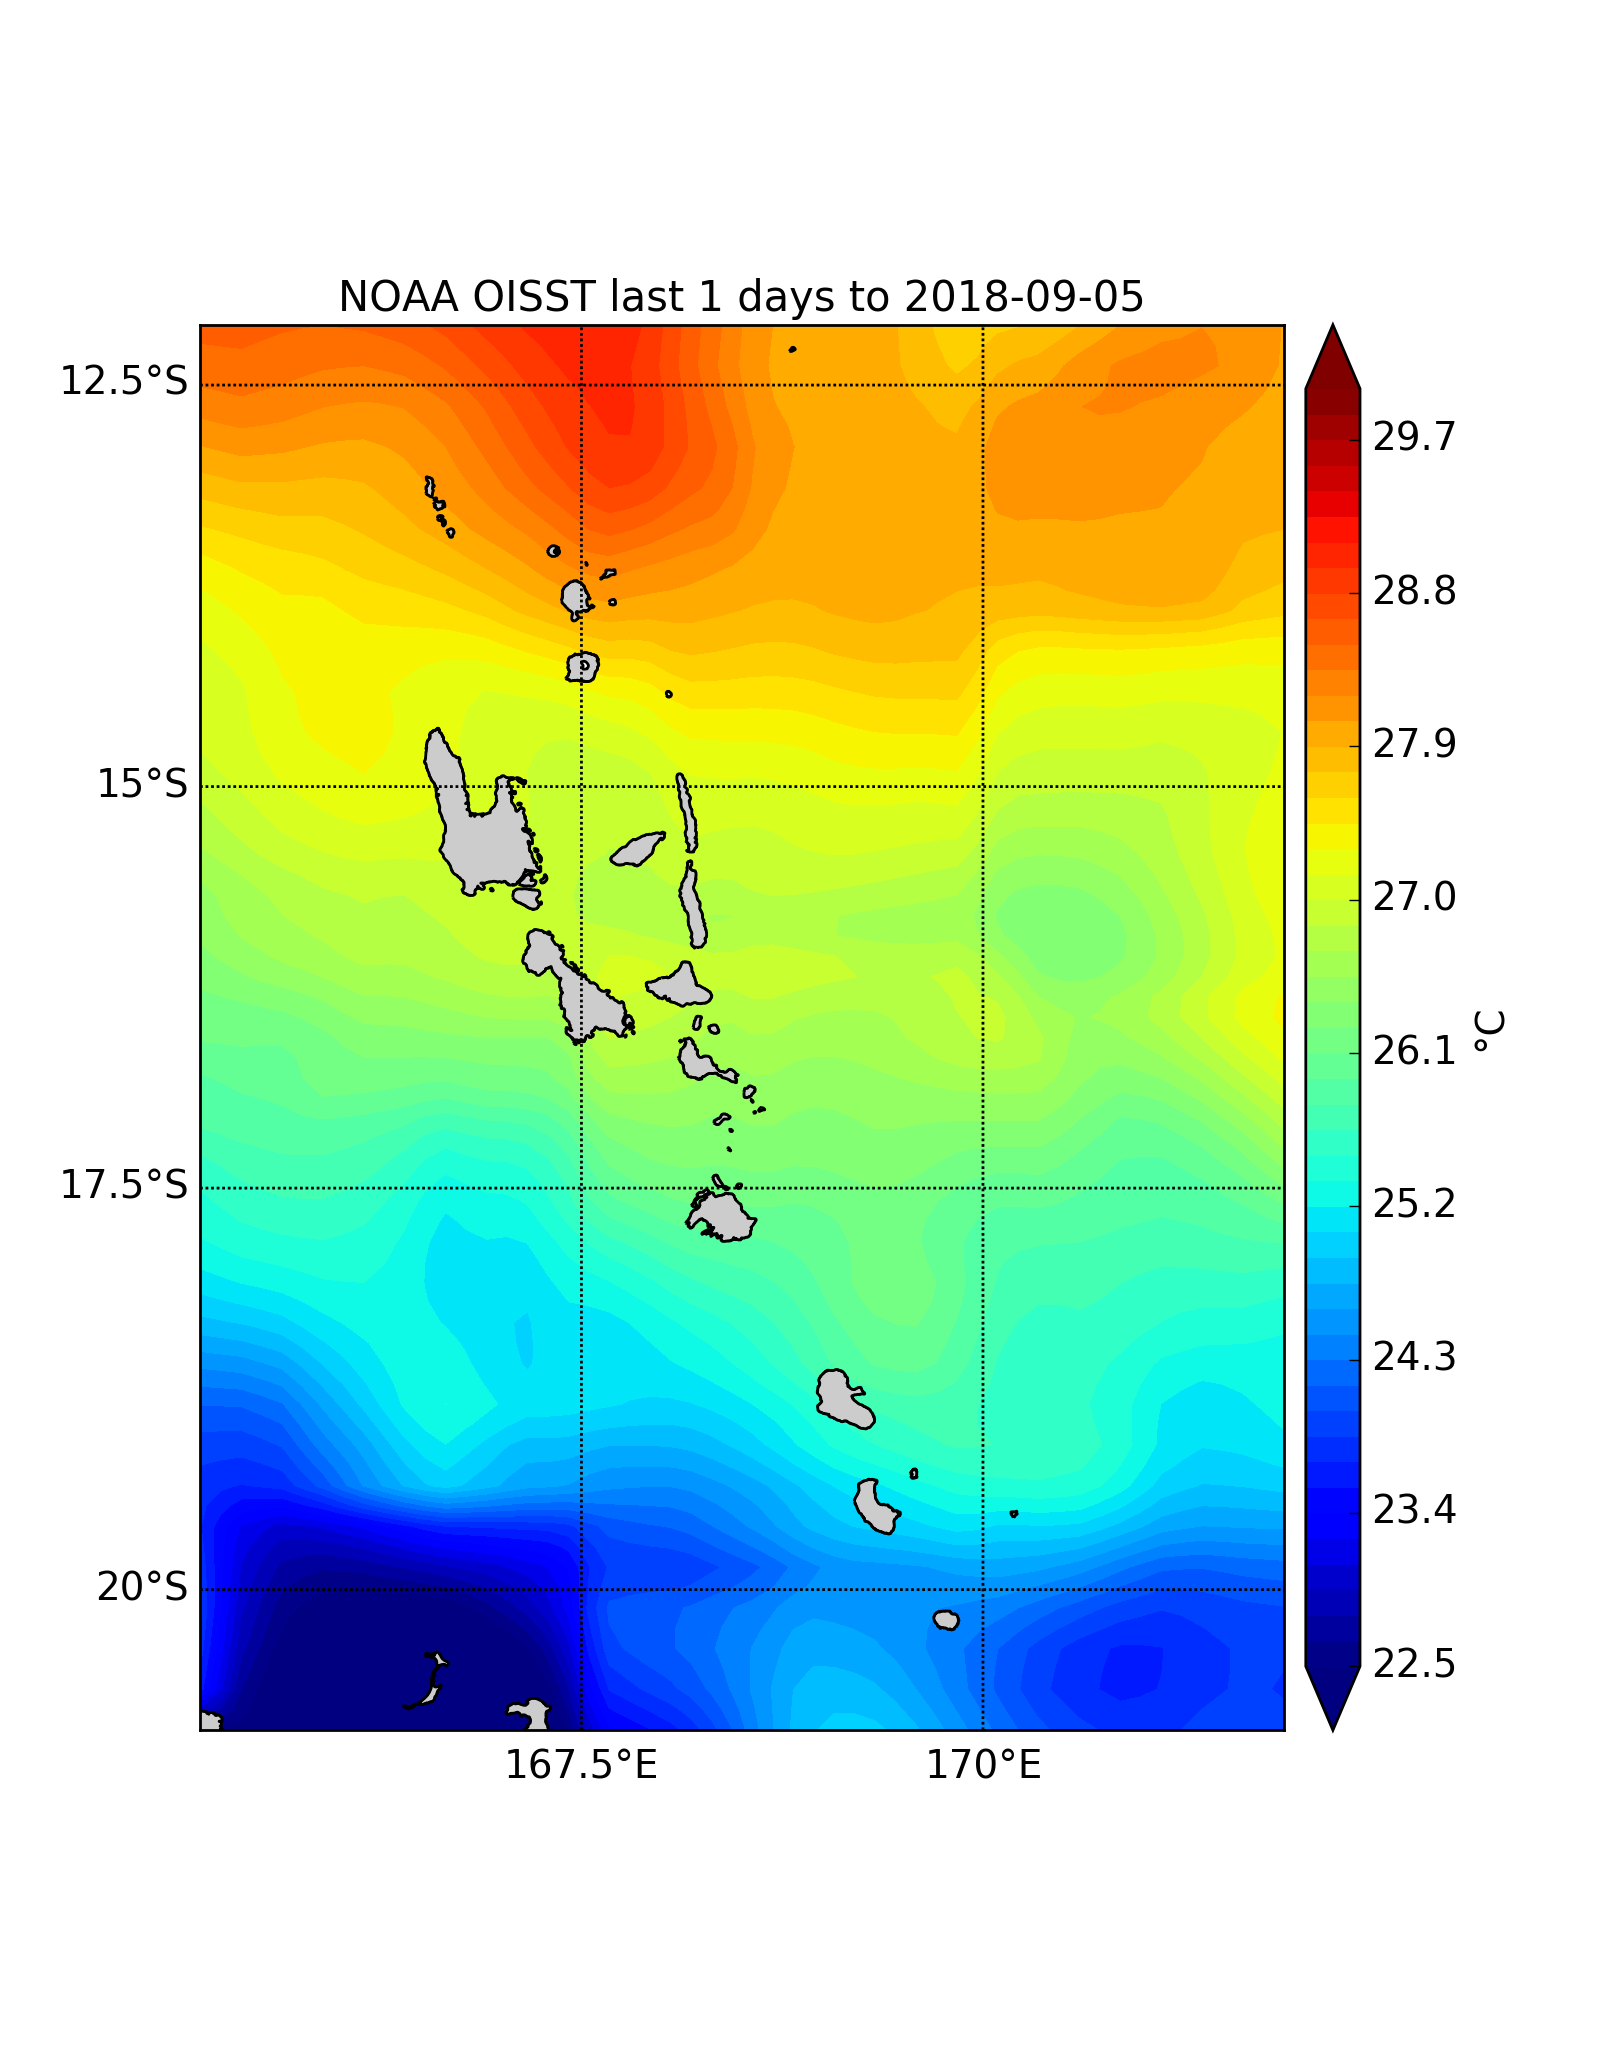 NOAA OISST last 1 days to 2018-09-05
12.5°S
15°S
17.5°S
20°S
167.5°E
170°E
29.7
28.8
27.9
27.0
26.1
25.2
24.3
23.4
22.5
°C